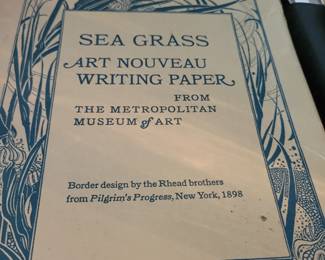 SEA GRASS
ART NOUVEAU
WRITING PAPER
FROM
THE METROPOLITAN
MUSEUM of ART
Border design by the Rhead brothers
from Pilgrim's Progress, New York, 1898